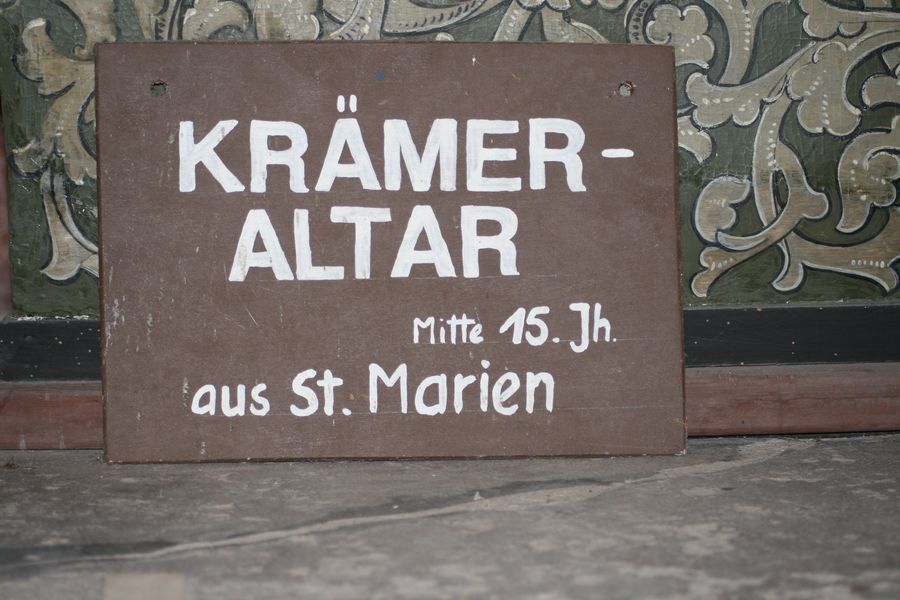 KRÄMER-
ALTAR
Mitte 15. Jh.
aus St. Marien